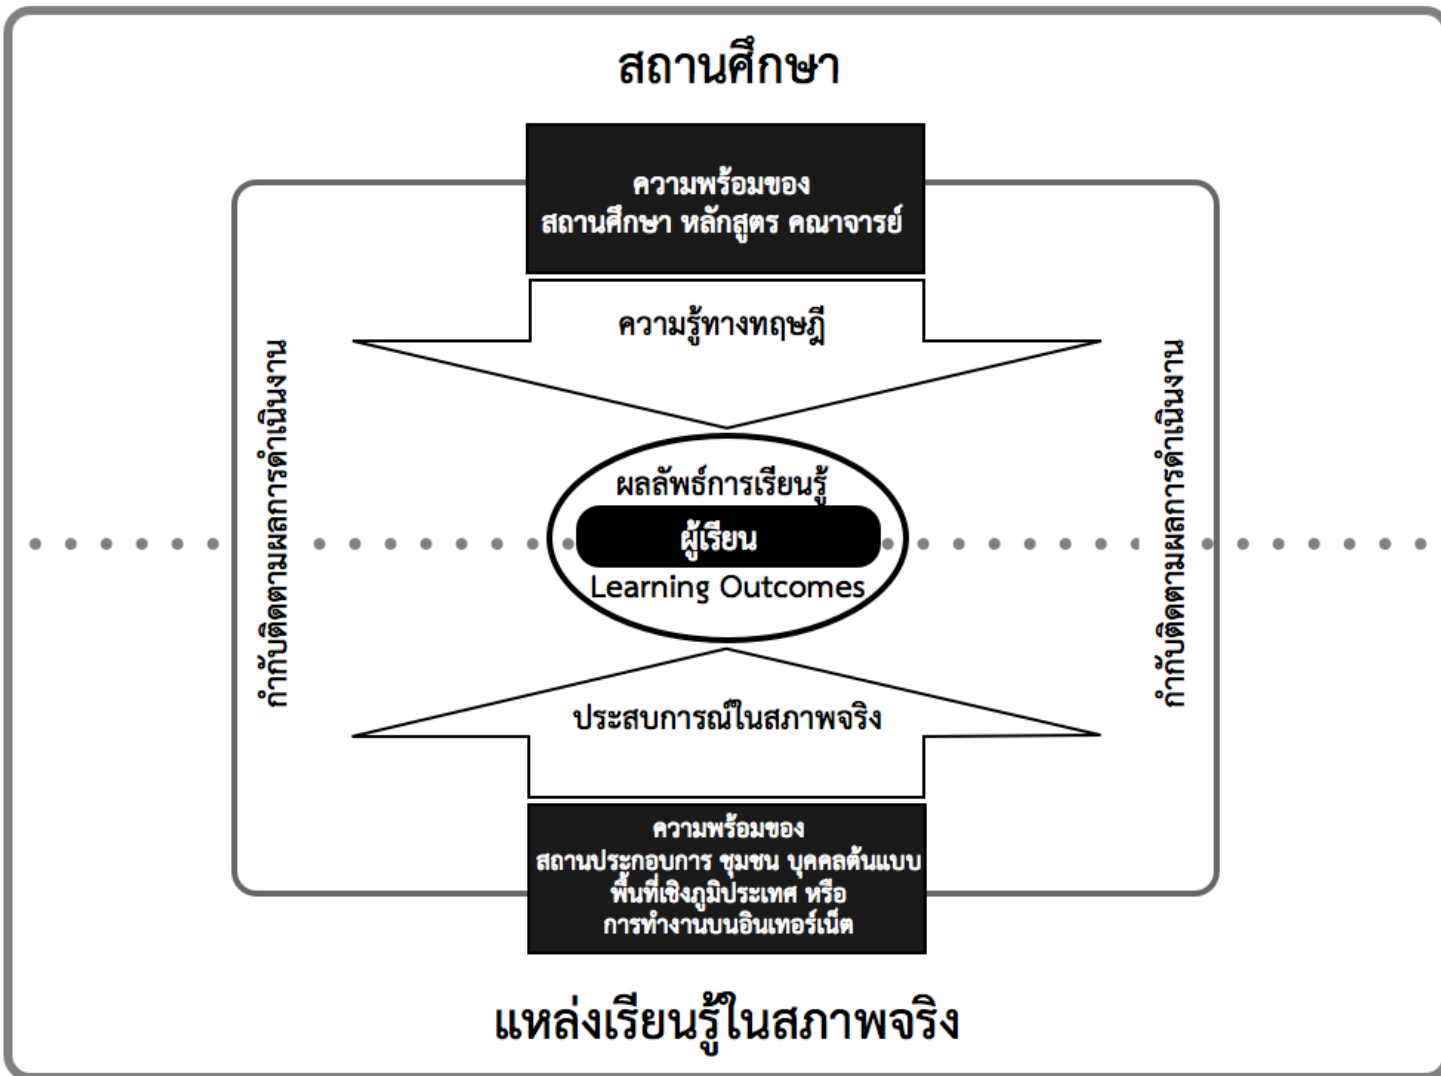 สถานศึกษา
ความพร้อมของ
สถานศึกษา หลักสูตร คณาจารย์
ความรู้ทางทฤษฎี
กำกับติดตามผลการดำเนินงาน
กำกับติดตามผลการดำเนินงาน
ผลลัพธ์การเรียนรู้
ผู้เรียน
Learning Outcomes
ประสบการณ์ในสภาพจริง
ความพร้อมของ
สถานประกอบการ ชุมชน บุคคลต้นแบบ
พื้นที่เชิงภูมิประเทศ หรือ
การทำงานบนอินเทอร์เน็ต
แหล่งเรียนรู้ในสภาพจริง